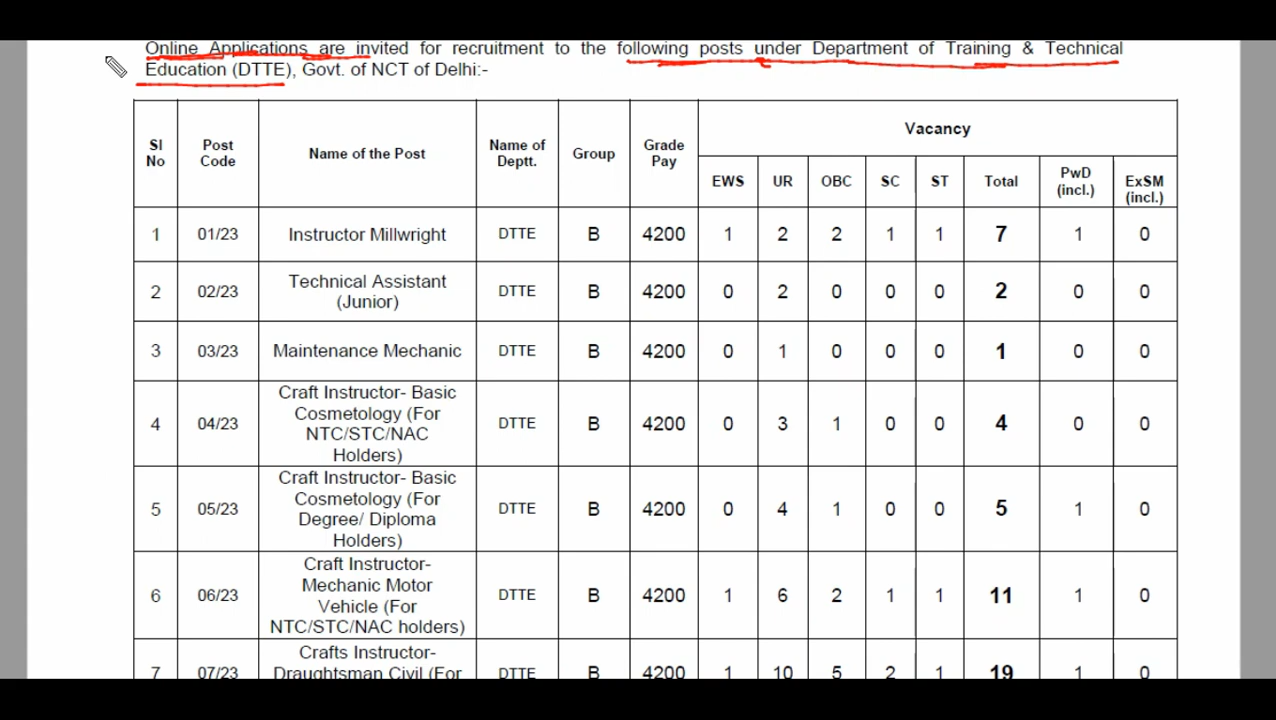 Online Applications are invited for recruitment to the following posts under Department of Training & Technical
Education (DTTE), Govt. of NCT of Delhi:-
Sl No Post Code Name of the Post Name of Deptt. Group Grade Pay Vacancy
EWS UR OBC SC ST Total PwD (incl.) ExSM (incl.)
1 01/23 Instructor Millwright DTTE B 4200 1 2 2 1 1 7 1 0
2 02/23 Technical Assistant (Junior) DTTE B 4200 0 2 0 0 0 2 0 0
3 03/23 Maintenance Mechanic DTTE B 4200 0 1 0 0 0 1 0 0
4 04/23 Craft Instructor- Basic Cosmetology (For NTC/STC/NAC Holders) DTTE B 4200 0 3 1 0 0 4 0 0
5 05/23 Craft Instructor- Basic Cosmetology (For Degree/ Diploma Holders) DTTE B 4200 0 4 1 0 0 5 1 0
6 06/23 Craft Instructor- Mechanic Motor Vehicle (For NTC/STC/NAC holders) DTTE B 4200 1 6 2 1 1 11 1 0
7 07/23 Crafts Instructor- Draughtsman Civil (For DTTE B 4200 1 10 5 2 1 19 1 0